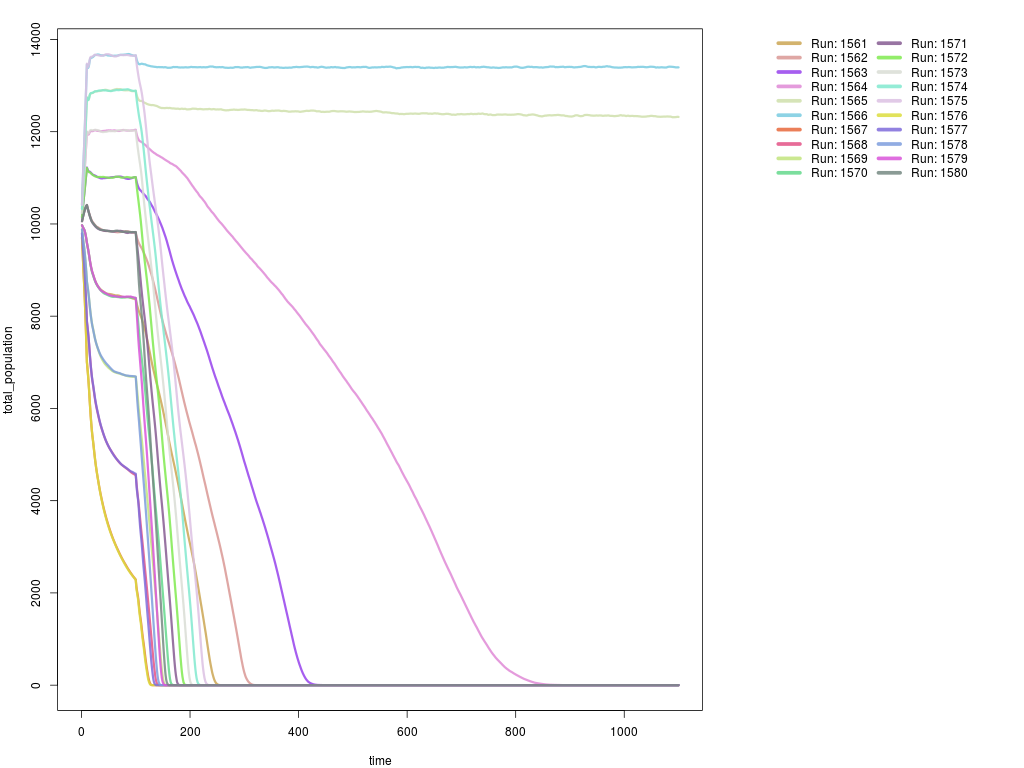 total_population
14000
12000
10000
8000
6000
4000
2000
0
0 200 400 600 800 1000
time
Run: 1561 Run: 1571
Run: 1562 Run: 1572
Run: 1563 Run: 1573
Run: 1564 Run: 1574
Run: 1565 Run: 1575
Run: 1566 Run: 1576
Run: 1567 Run: 1577
Run: 1568 Run: 1578
Run: 1569 Run: 1579
Run: 1570 Run: 1580